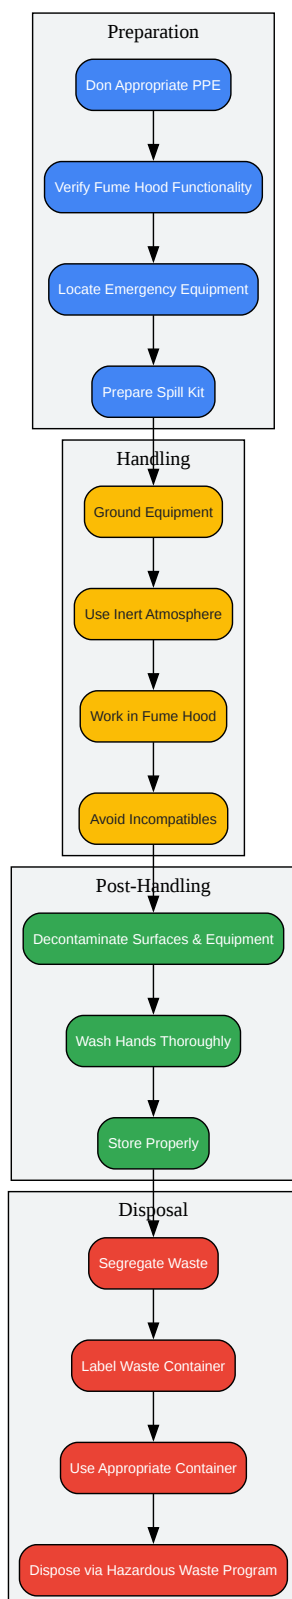 Preparation
Don Appropriate PPE
Verify Fume Hood Functionality
Locate Emergency Equipment
Prepare Spill Kit
Handling
Ground Equipment
Use Inert Atmosphere
Work in Fume Hood
Avoid Incompatibles
Post-Handling
Decontaminate Surfaces & Equipment
Wash Hands Thoroughly
Store Properly
Disposal
Segregate Waste
Label Waste Container
Use Appropriate Container
Dispose via Hazardous Waste Program